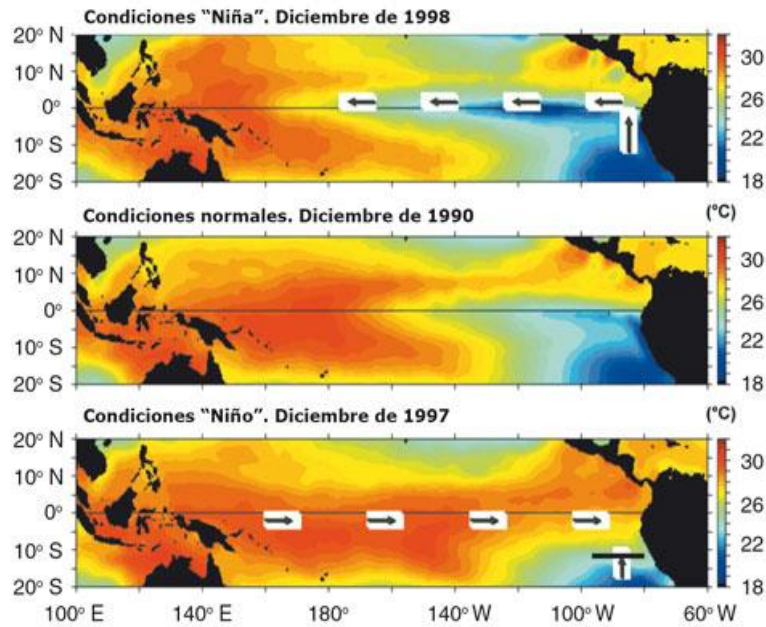 Condiciones “Niña”. Diciembre de 1998
20° N
10° N
0°
10° S
20° S
30
26
22
18
Condiciones normales. Diciembre de 1990
(°C)
20° N
10° N
0°
10° S
20° S
30
26
22
18
Condiciones “Niño”. Diciembre de 1997
(°C)
20° N
10° N
0°
10° S
20° S
30
26
22
18
100° E
140° E
180°
140° W
100° W
60° W